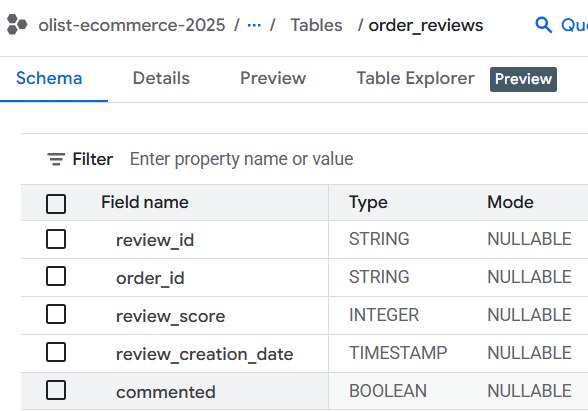 olist-ecommerce-2025 / ... / Tables / order_reviews Que
Schema Details Preview Table Explorer Preview
Filter Enter property name or value
Field name Type Mode
review_id STRING NULLABLE
order_id STRING NULLABLE
review_score INTEGER NULLABLE
review_creation_date TIMESTAMP NULLABLE
commented BOOLEAN NULLABLE